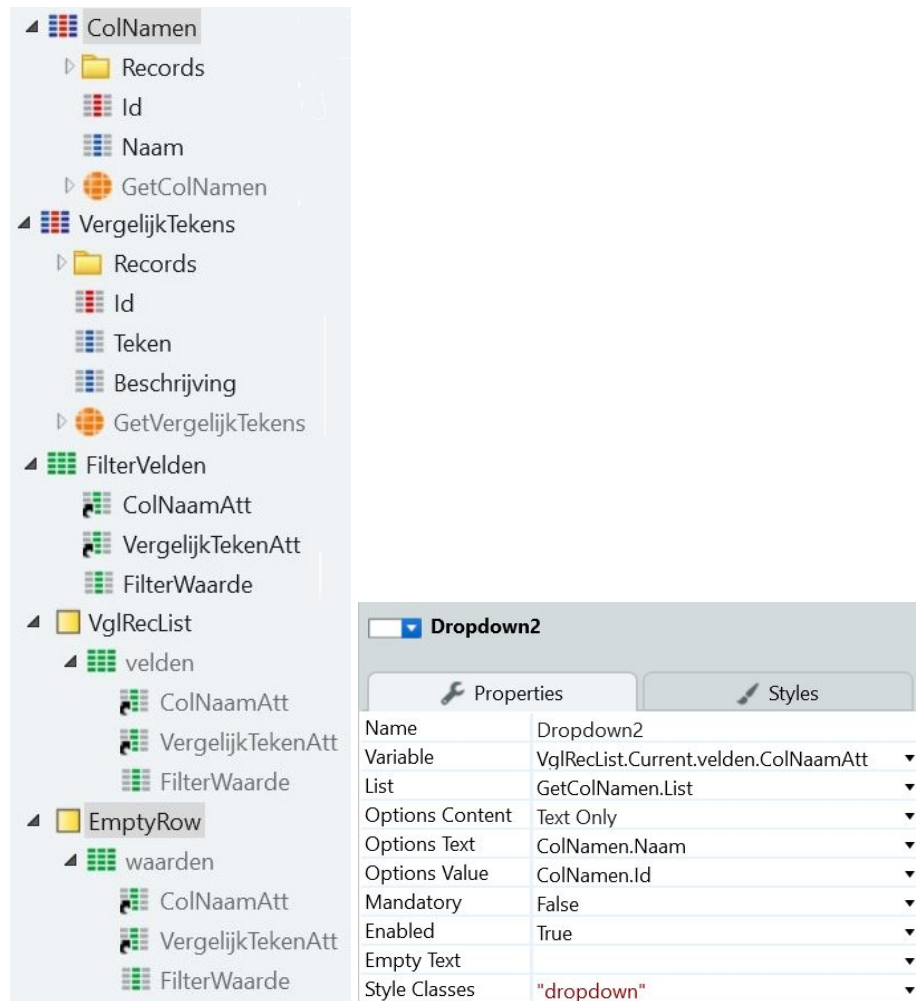 ColNamen
Records
Id
Naam
GetColNamen
VergelijkTekens
Records
Id
Teken
Beschrijving
GetVergelijkTekens
FilterVelden
ColNaamAtt
VergelijkTekenAtt
FilterWaarde
VglRecList
velden
ColNaamAtt
VergelijkTekenAtt
FilterWaarde
EmptyRow
waarden
ColNaamAtt
VergelijkTekenAtt
FilterWaarde
Dropdown2
Properties Styles
Name Dropdown2
Variable VglRecList.Current.velden.ColNaamAtt
List GetColNamen.List
Options Content Text Only
Options Text ColNamen.Naam
Options Value ColNamen.Id
Mandatory False
Enabled True
Empty Text
Style Classes "dropdown"